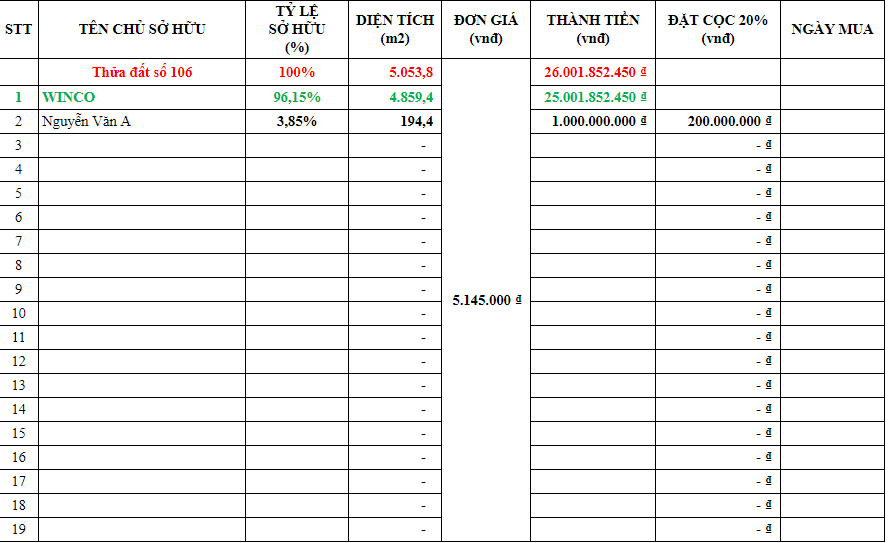 STT TÊN CHỦ SỞ HỮU TỶ LỆ SỞ HỮU (%) DIỆN TÍCH (m2) ĐƠN GIÁ (vnđ) THÀNH TIỀN (vnđ) ĐẶT CỌC 20% (vnđ) NGÀY MUA
Thửa đất số 106 100% 5.053,8 26.001.852.450 ₫
1 WINCO 96,15% 4.859,4 25.001.852.450 ₫
2 Nguyễn Văn A 3,85% 194,4 1.000.000.000 ₫ 200.000.000 ₫
3 - - ₫
4 - - ₫
5 - - ₫
6 - - ₫
7 - - ₫
8 - - ₫
9 - - ₫
5.145.000 ₫
10 - - ₫
11 - - ₫
12 - - ₫
13 - - ₫
14 - - ₫
15 - - ₫
16 - - ₫
17 - - ₫
18 - - ₫
19 - - ₫